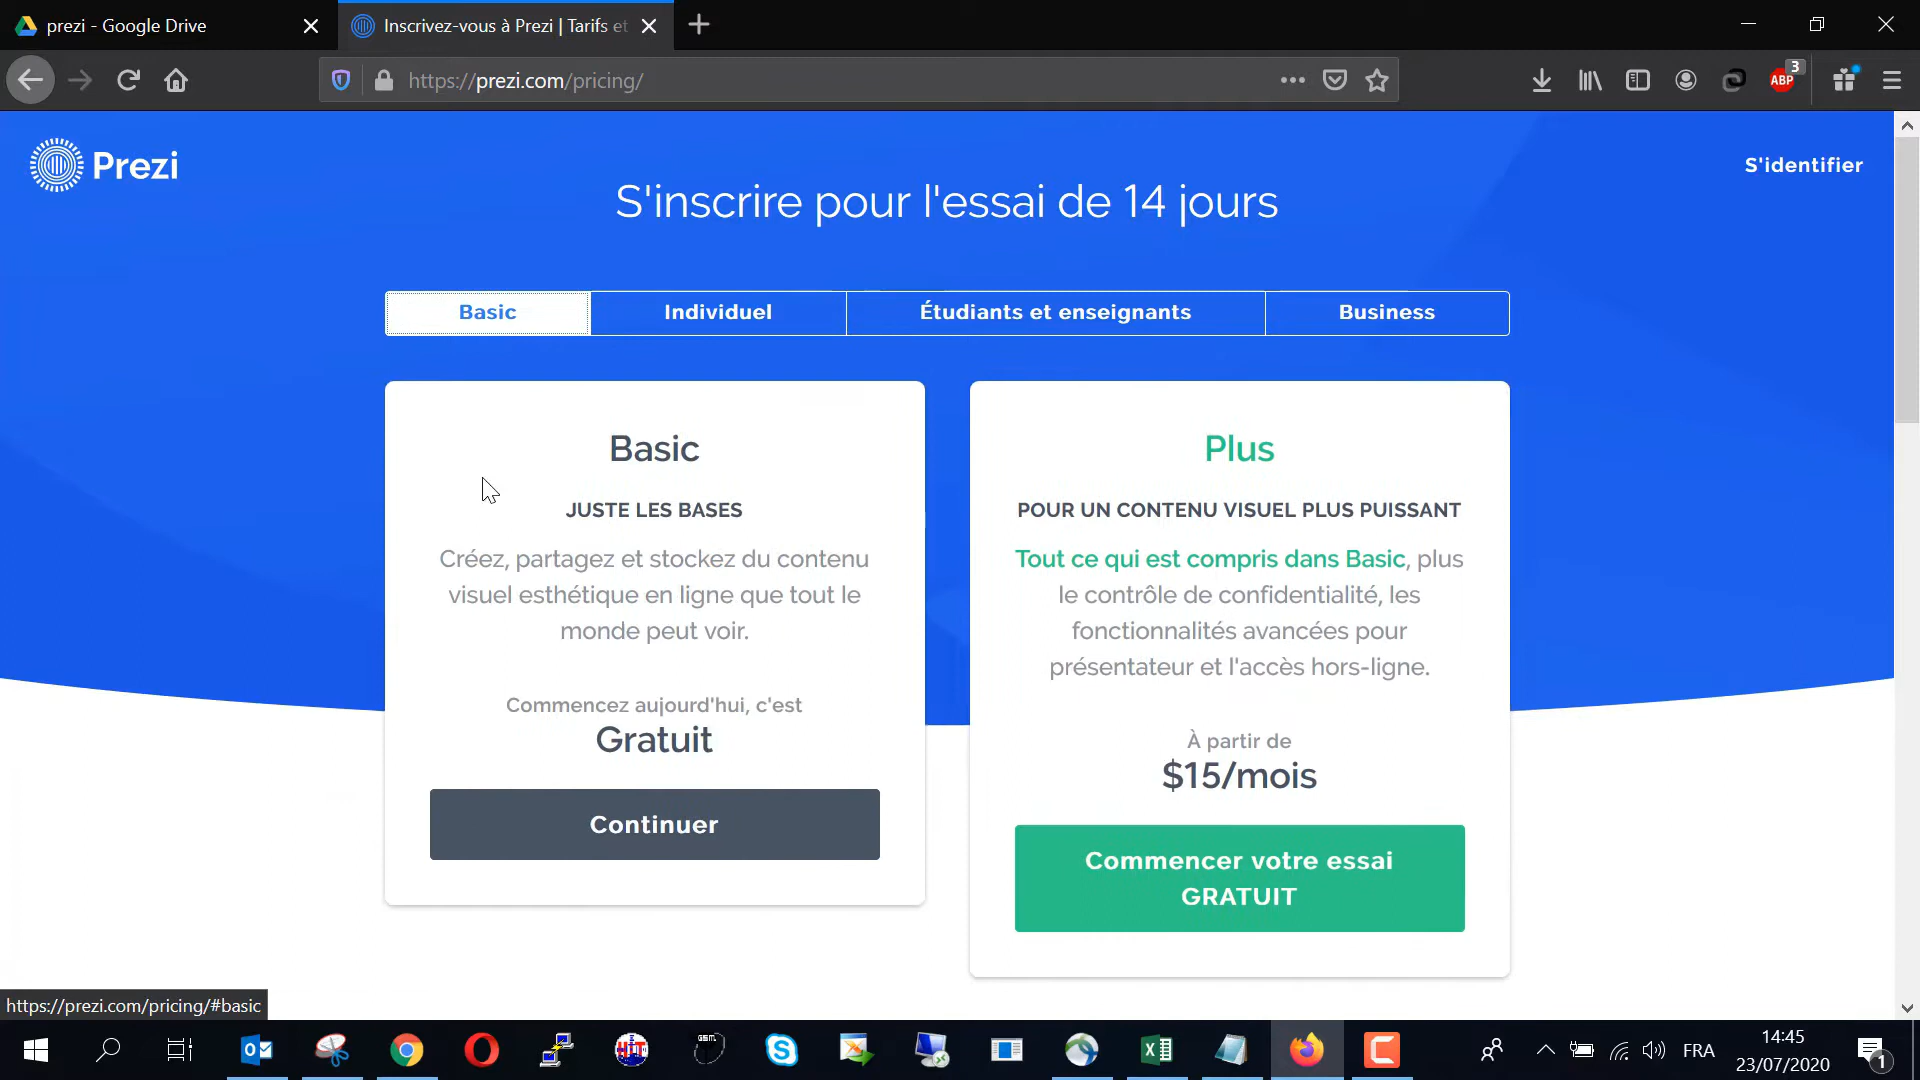 prezi - Google Drive
Inscrivez-vous à Prezi | Tarifs et
https://prezi.com/pricing/
ABP
3
Prezi
S'identifier
S'inscrire pour l'essai de 14 jours
Basic
Individuel
Étudiants et enseignants
Business
Basic
JUSTE LES BASES
Créez, partagez et stockez du contenu
visuel esthétique en ligne que tout le
monde peut voir.
Commencez aujourd'hui, c'est
Gratuit
Continuer
Plus
POUR UN CONTENU VISUEL PLUS PUISSANT
Tout ce qui est compris dans Basic, plus
le contrôle de confidentialité, les
fonctionnalités avancées pour
présentateur et l'accès hors-ligne.
À partir de
$15/mois
Commencer votre essai
GRATUIT
https://prezi.com/pricing/#basic
FRA
14:45
23/07/2020
1